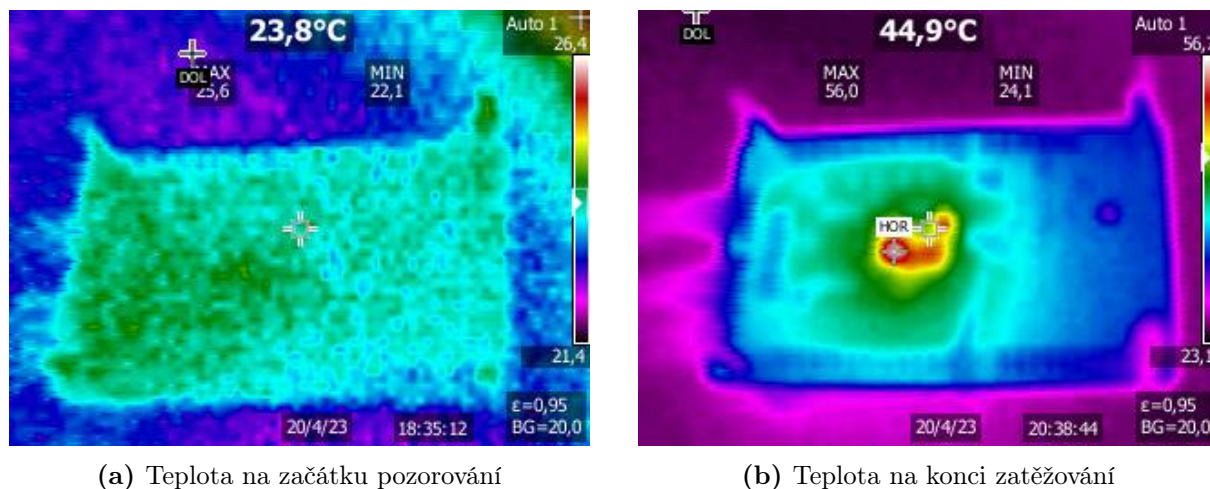 23,8°C
Auto 1
26,4
DOL
MAX
25,6
MIN
22,1
21,4
ε=0,95
BG=20,0
20/4/23
18:35:12
44,9°C
Auto 1
DOL
MAX
56,0
MIN
24,1
HOR
23,1
ε=0,95
BG=20,0
20/4/23
20:38:44
(a) Teplota na začátku pozorování
(b) Teplota na konci zatěžování